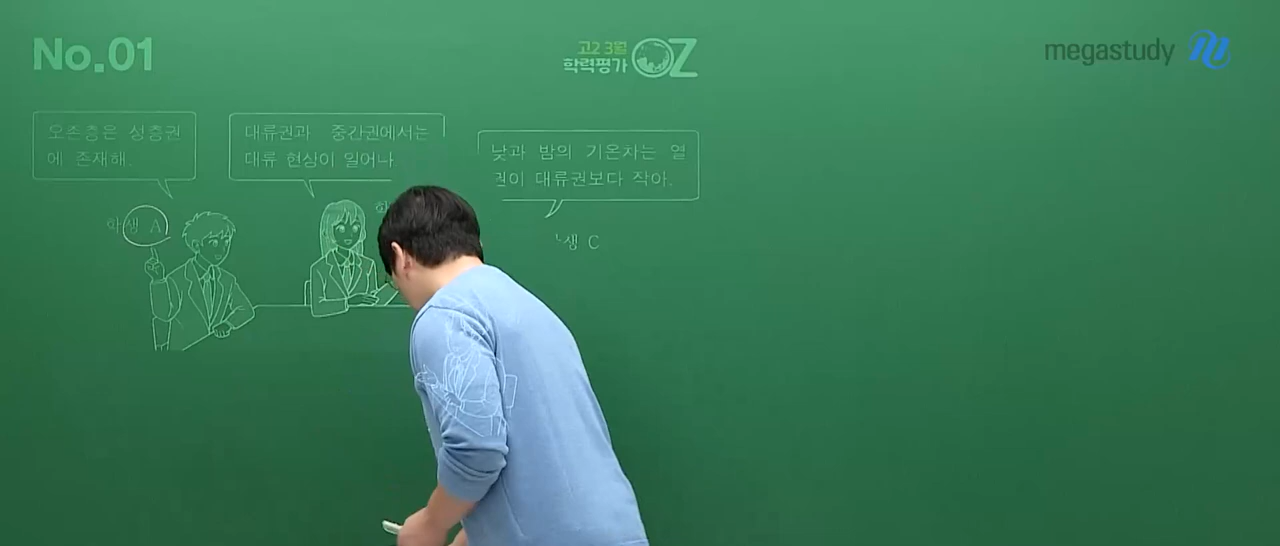 No.01
고2 3월
학력평가 OZ
megastudy
오존층은 성층권
에 존재해.
대류권과 중간권에서는
대류 현상이 일어나
낮과 밤의 기온차는 열
권이 대류권보다 작아.
학생 A
학
생 C